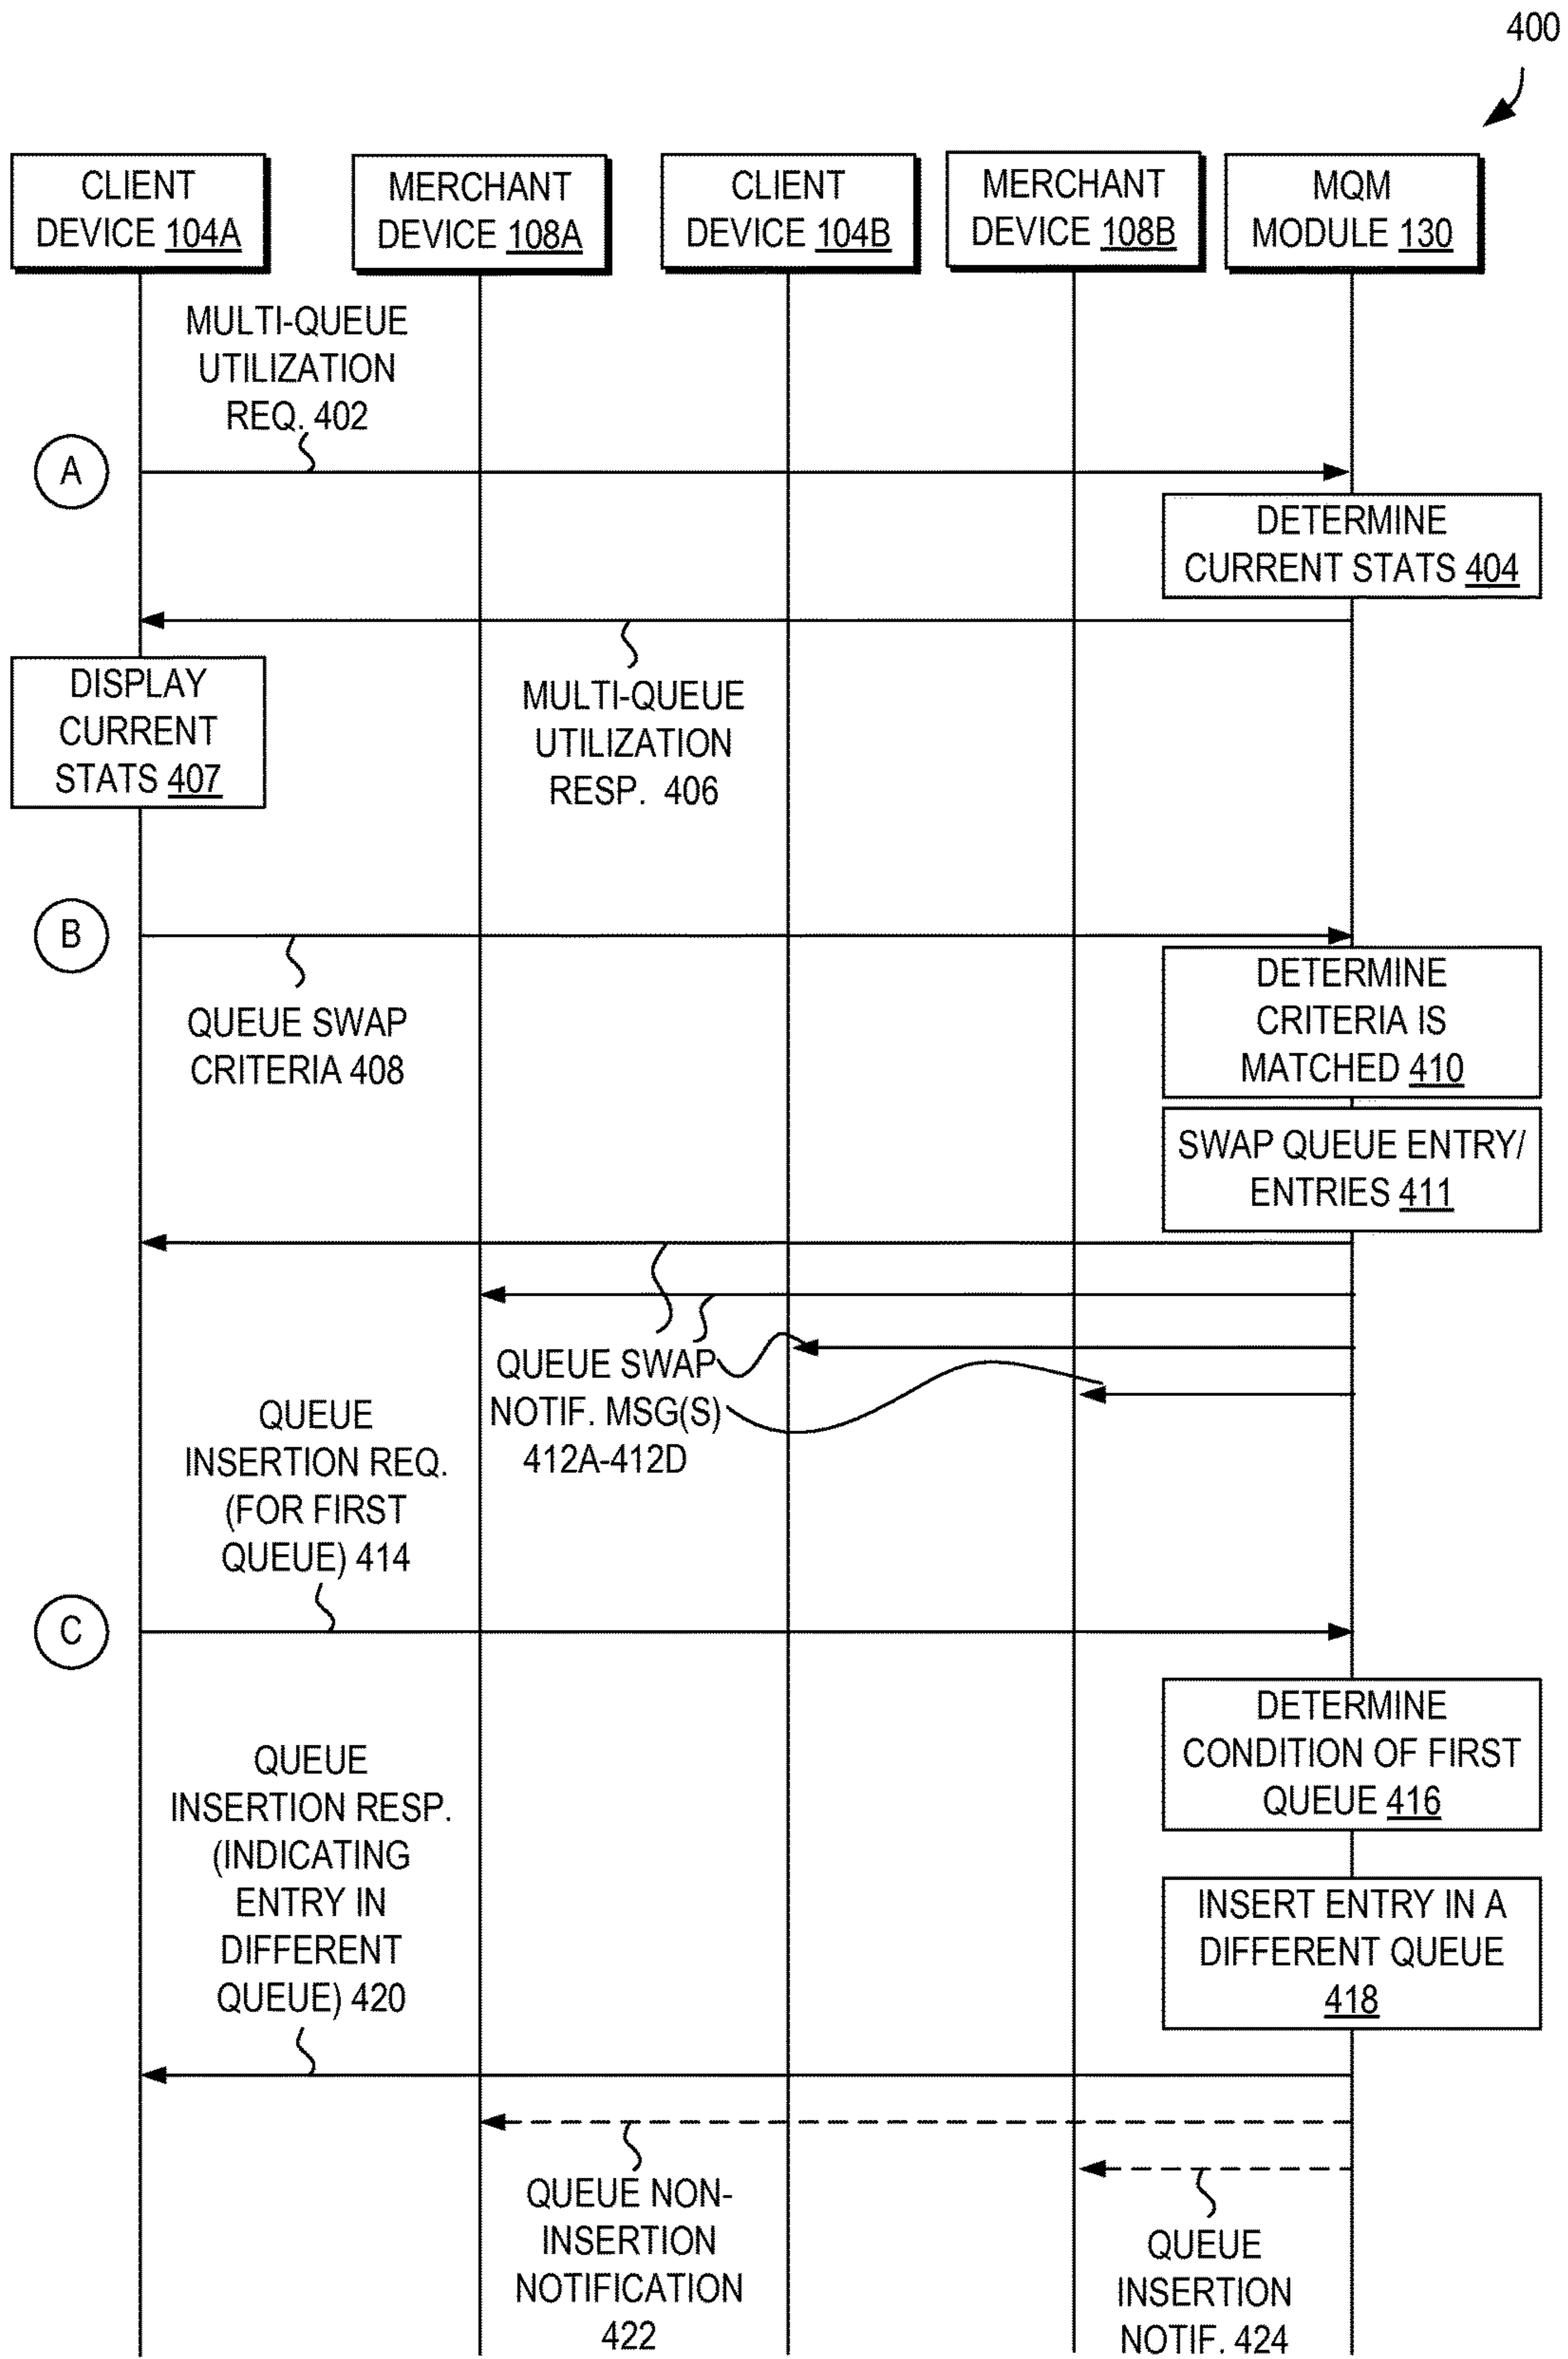 400
CLIENT
DEVICE 104A
MERCHANT
DEVICE 108A
CLIENT
DEVICE 104B
MERCHANT
DEVICE 108B
MQM
MODULE 130
MULTI-QUEUE
UTILIZATION
REQ. 402
A
DETERMINE
CURRENT STATS 404
DISPLAY
CURRENT
STATS 407
MULTI-QUEUE
UTILIZATION
RESP. 406
B
QUEUE SWAP
CRITERIA 408
DETERMINE
CRITERIA IS
MATCHED 410
SWAP QUEUE ENTRY/
ENTRIES 411
QUEUE SWAP
NOTIF. MSG(S)
412A-412D
QUEUE
INSERTION REQ.
(FOR FIRST
QUEUE) 414
C
DETERMINE
CONDITION OF FIRST
QUEUE 416
QUEUE
INSERTION RESP.
(INDICATING
ENTRY IN
DIFFERENT
QUEUE) 420
INSERT ENTRY IN A
DIFFERENT QUEUE
418
QUEUE NON-
INSERTION
NOTIFICATION
422
QUEUE
INSERTION
NOTIF. 424